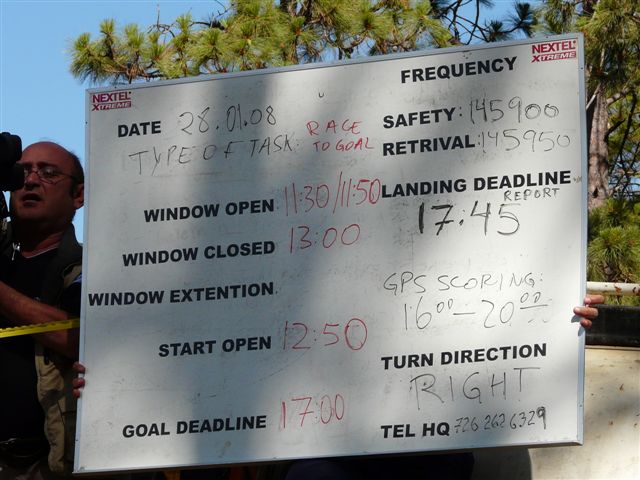 NEXTEL
XTREME
NEXTEL
XTREME
DATE 28.01.08
TYPE OF TASK: RACE TO GOAL
WINDOW OPEN 11:30/11:50
WINDOW CLOSED 13:00
WINDOW EXTENTION
START OPEN 12:50
GOAL DEADLINE 17:00
FREQUENCY
SAFETY: 145900
RETRIVAL: 145950
LANDING DEADLINE
REPORT
17:45
GPS SCORING:
16°° - 20°°
TURN DIRECTION
RIGHT
TEL HQ 726 262 6329